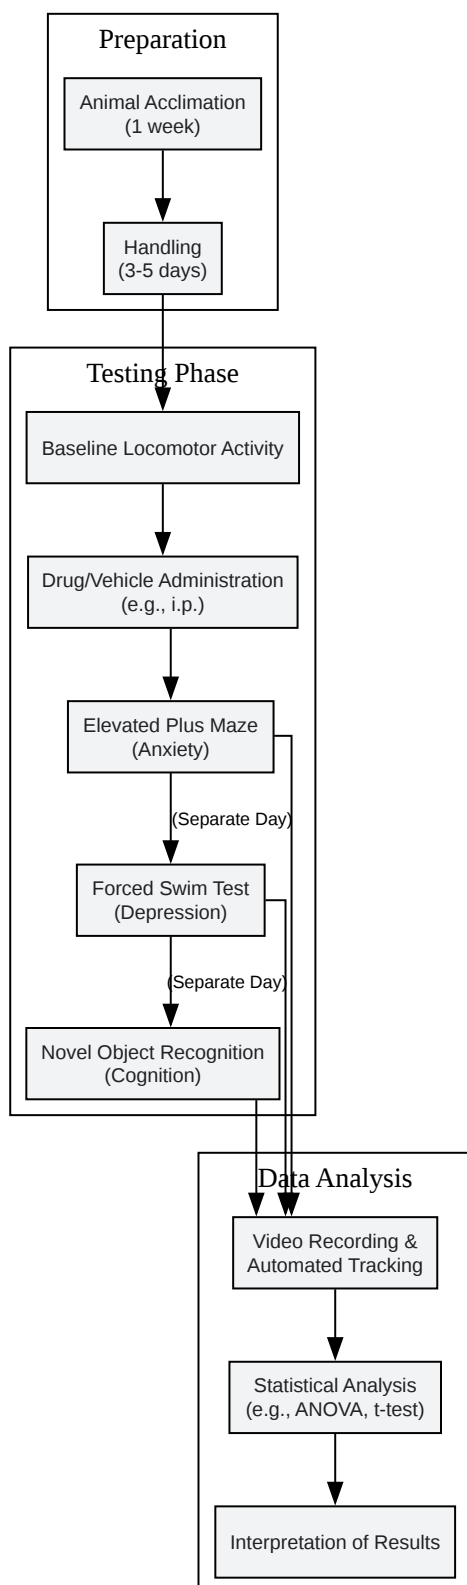 Preparation
Animal Acclimation
(1 week)
Handling
(3-5 days)
Testing Phase
Baseline Locomotor Activity
Drug/Vehicle Administration
(e.g., i.p.)
Elevated Plus Maze
(Anxiety)
(Separate Day)
Forced Swim Test
(Depression)
(Separate Day)
Novel Object Recognition
(Cognition)
Data Analysis
Video Recording &
Automated Tracking
Statistical Analysis
(e.g., ANOVA, t-test)
Interpretation of Results